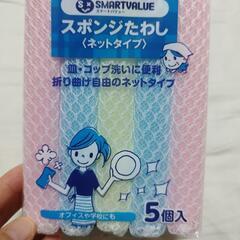 SMARTVALUE
スマートバリュー
スポンジたわし
〈ネットタイプ〉
皿・コップ洗いに便利
折り曲げ自由のネットタイプ
オフィスや学校にも
5個入